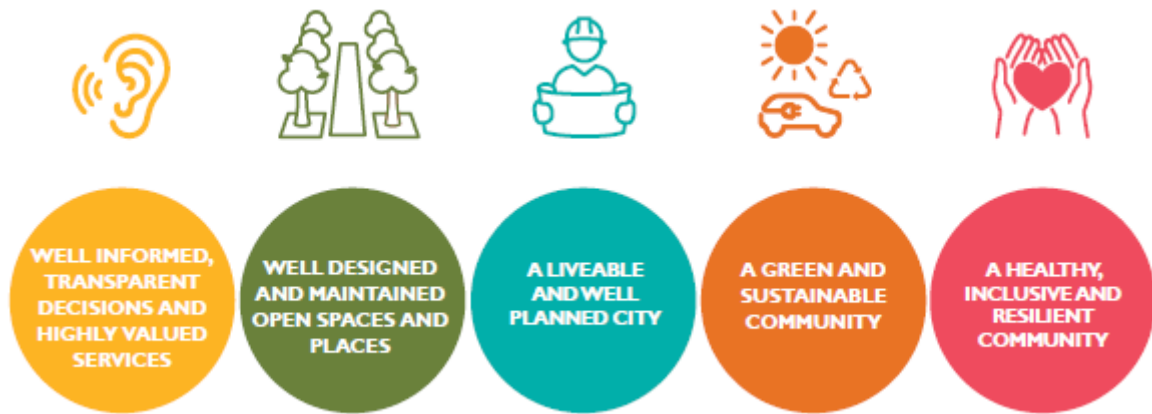 WELL INFORMED,
TRANSPARENT
DECISIONS AND
HIGHLY VALUED
SERVICES
WELL DESIGNED
AND MAINTAINED
OPEN SPACES AND
PLACES
A LIVEABLE
AND WELL
PLANNED CITY
A GREEN AND
SUSTAINABLE
COMMUNITY
A HEALTHY,
INCLUSIVE AND
RESILIENT
COMMUNITY